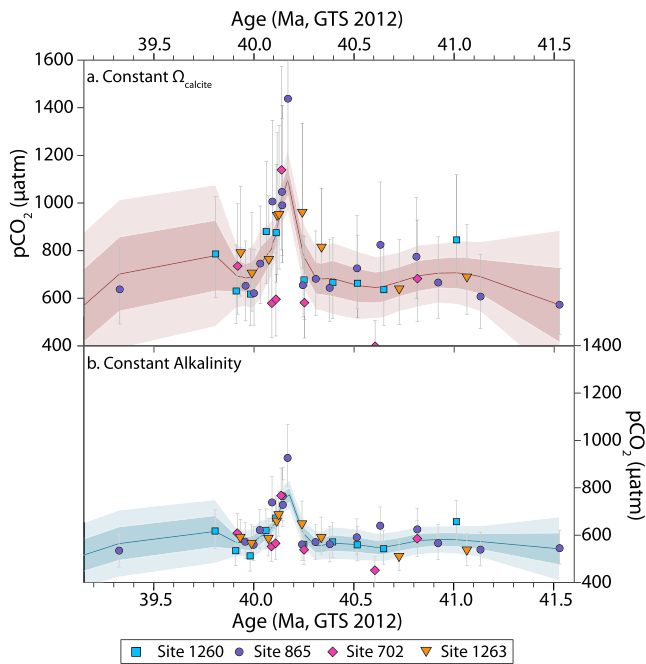 Age (Ma, GTS 2012)
39.5 40.0 40.5 41.0 41.5
a. Constant Ωcalcite
1600
1400
1200
1000
800
600
400
pCO2 (µatm)
b. Constant Alkalinity
1400
1200
1000
800
600
400
pCO2 (µatm)
39.5 40.0 40.5 41.0 41.5
Age (Ma, GTS 2012)
Site 1260 Site 865 Site 702 Site 1263